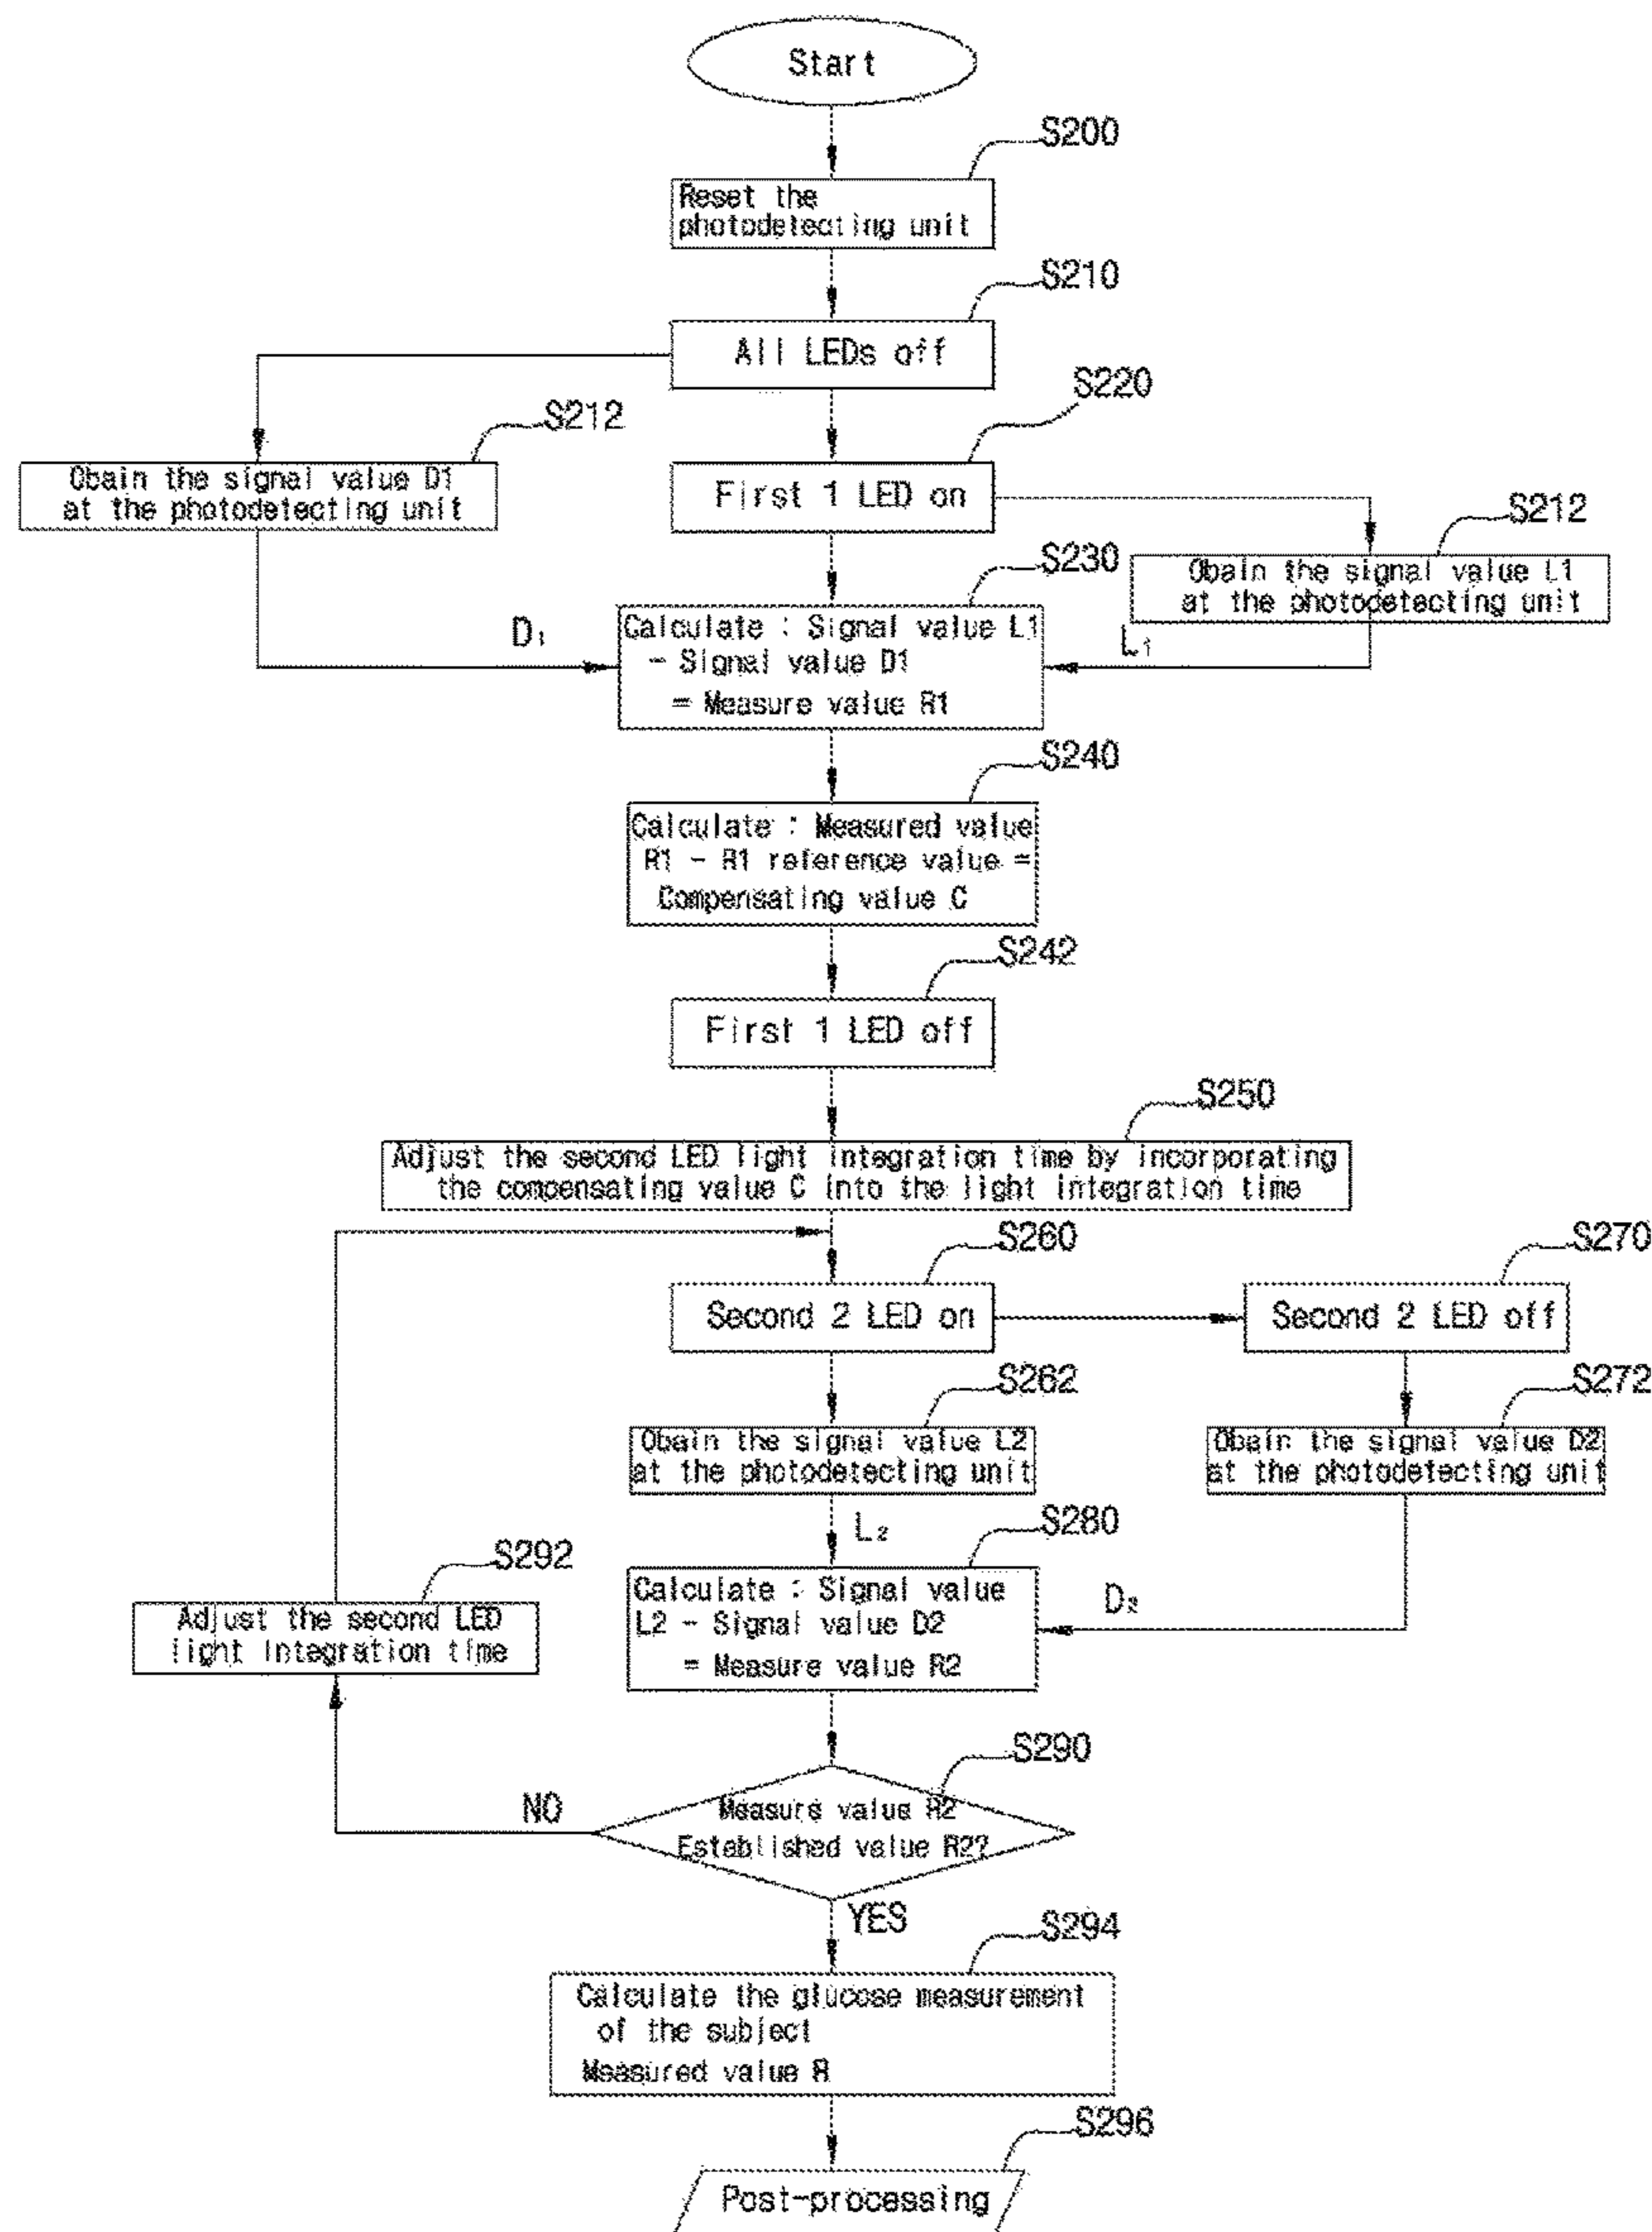 Start
S200
Reset the
photodetecting unit
S210
All LEDs off
S220
S212
Obain the signal value D1
at the photodetecting unit
First 1 LED on
S212
Obain the signal value L1
at the photodetecting unit
S230
D1
Calculate : Signal value L1
- Signal value D1
= Measure value R1
L1
S240
Calculate : Measured value
R1 - R1 reference value =
Compensating value C
S242
First 1 LED off
S250
Adjust the second LED light integration time by incorporating
the compensating value C into the light integration time
S260
S270
Second 2 LED on
Second 2 LED off
S262
S272
Obain the signal value L2
at the photodetecting unit
Obain the signal value D2
at the photodetecting unit
L2
S280
S292
Calculate : Signal value
L2 - Signal value D2
= Measure value R2
D2
Adjust the second LED
light integration time
S290
NO
Measure value R2
Established value R2?
YES
S294
Calculate the glucose measurement
of the subject
Measured value R
S296
Post-processing